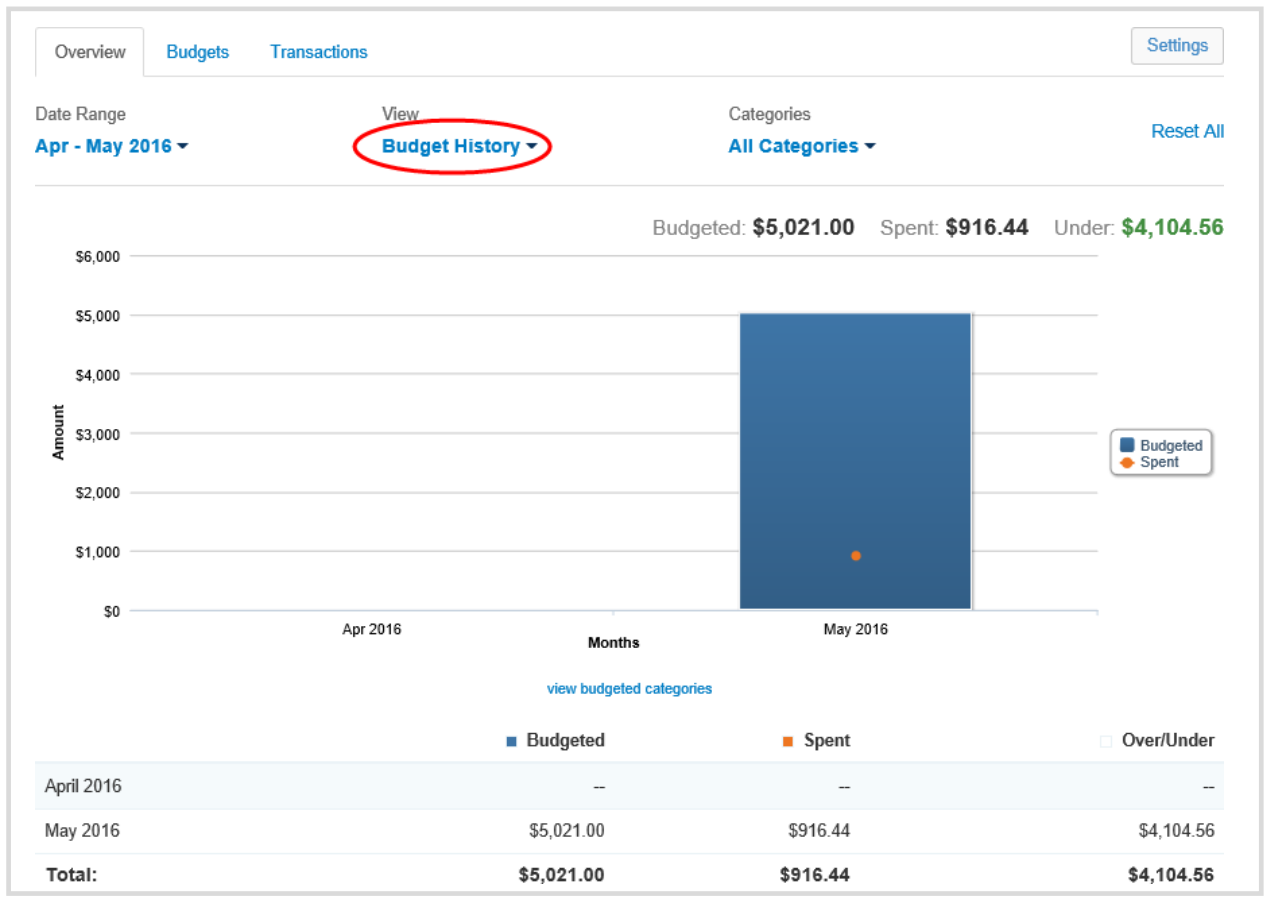 Overview Budgets Transactions Settings
Date Range View Categories
Apr - May 2016 Budget History All Categories Reset All
Budgeted: $5,021.00 Spent: $916.44 Under: $4,104.56
$6,000
$5,000
$4,000
$3,000
$2,000
$1,000
$0
Amount
Budgeted
Spent
Apr 2016 May 2016
Months
view budgeted categories
Budgeted Spent Over/Under
April 2016 -- -- --
May 2016 $5,021.00 $916.44 $4,104.56
Total: $5,021.00 $916.44 $4,104.56